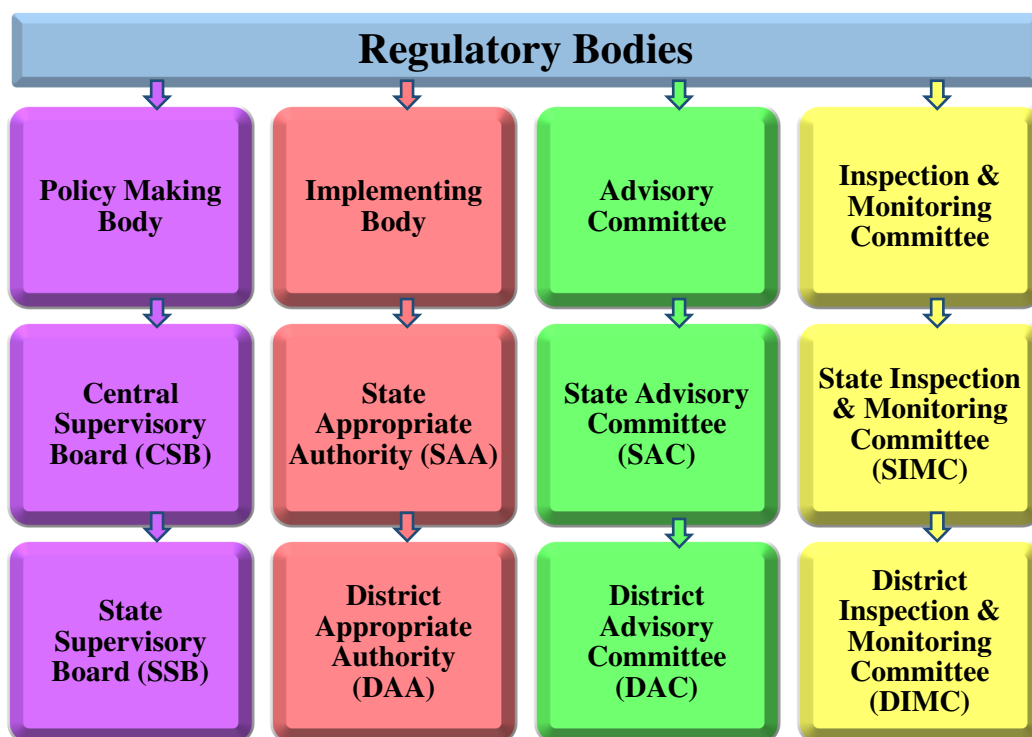 Regulatory Bodies
Policy Making
Body
Implementing
Body
Advisory
Committee
Inspection &
Monitoring
Committee
Central
Supervisory
Board (CSB)
State
Appropriate
Authority (SAA)
State Advisory
Committee
(SAC)
State Inspection
& Monitoring
Committee
(SIMC)
State
Supervisory
Board (SSB)
District
Appropriate
Authority
(DAA)
District
Advisory
Committee
(DAC)
District
Inspection &
Monitoring
Committee
(DIMC)